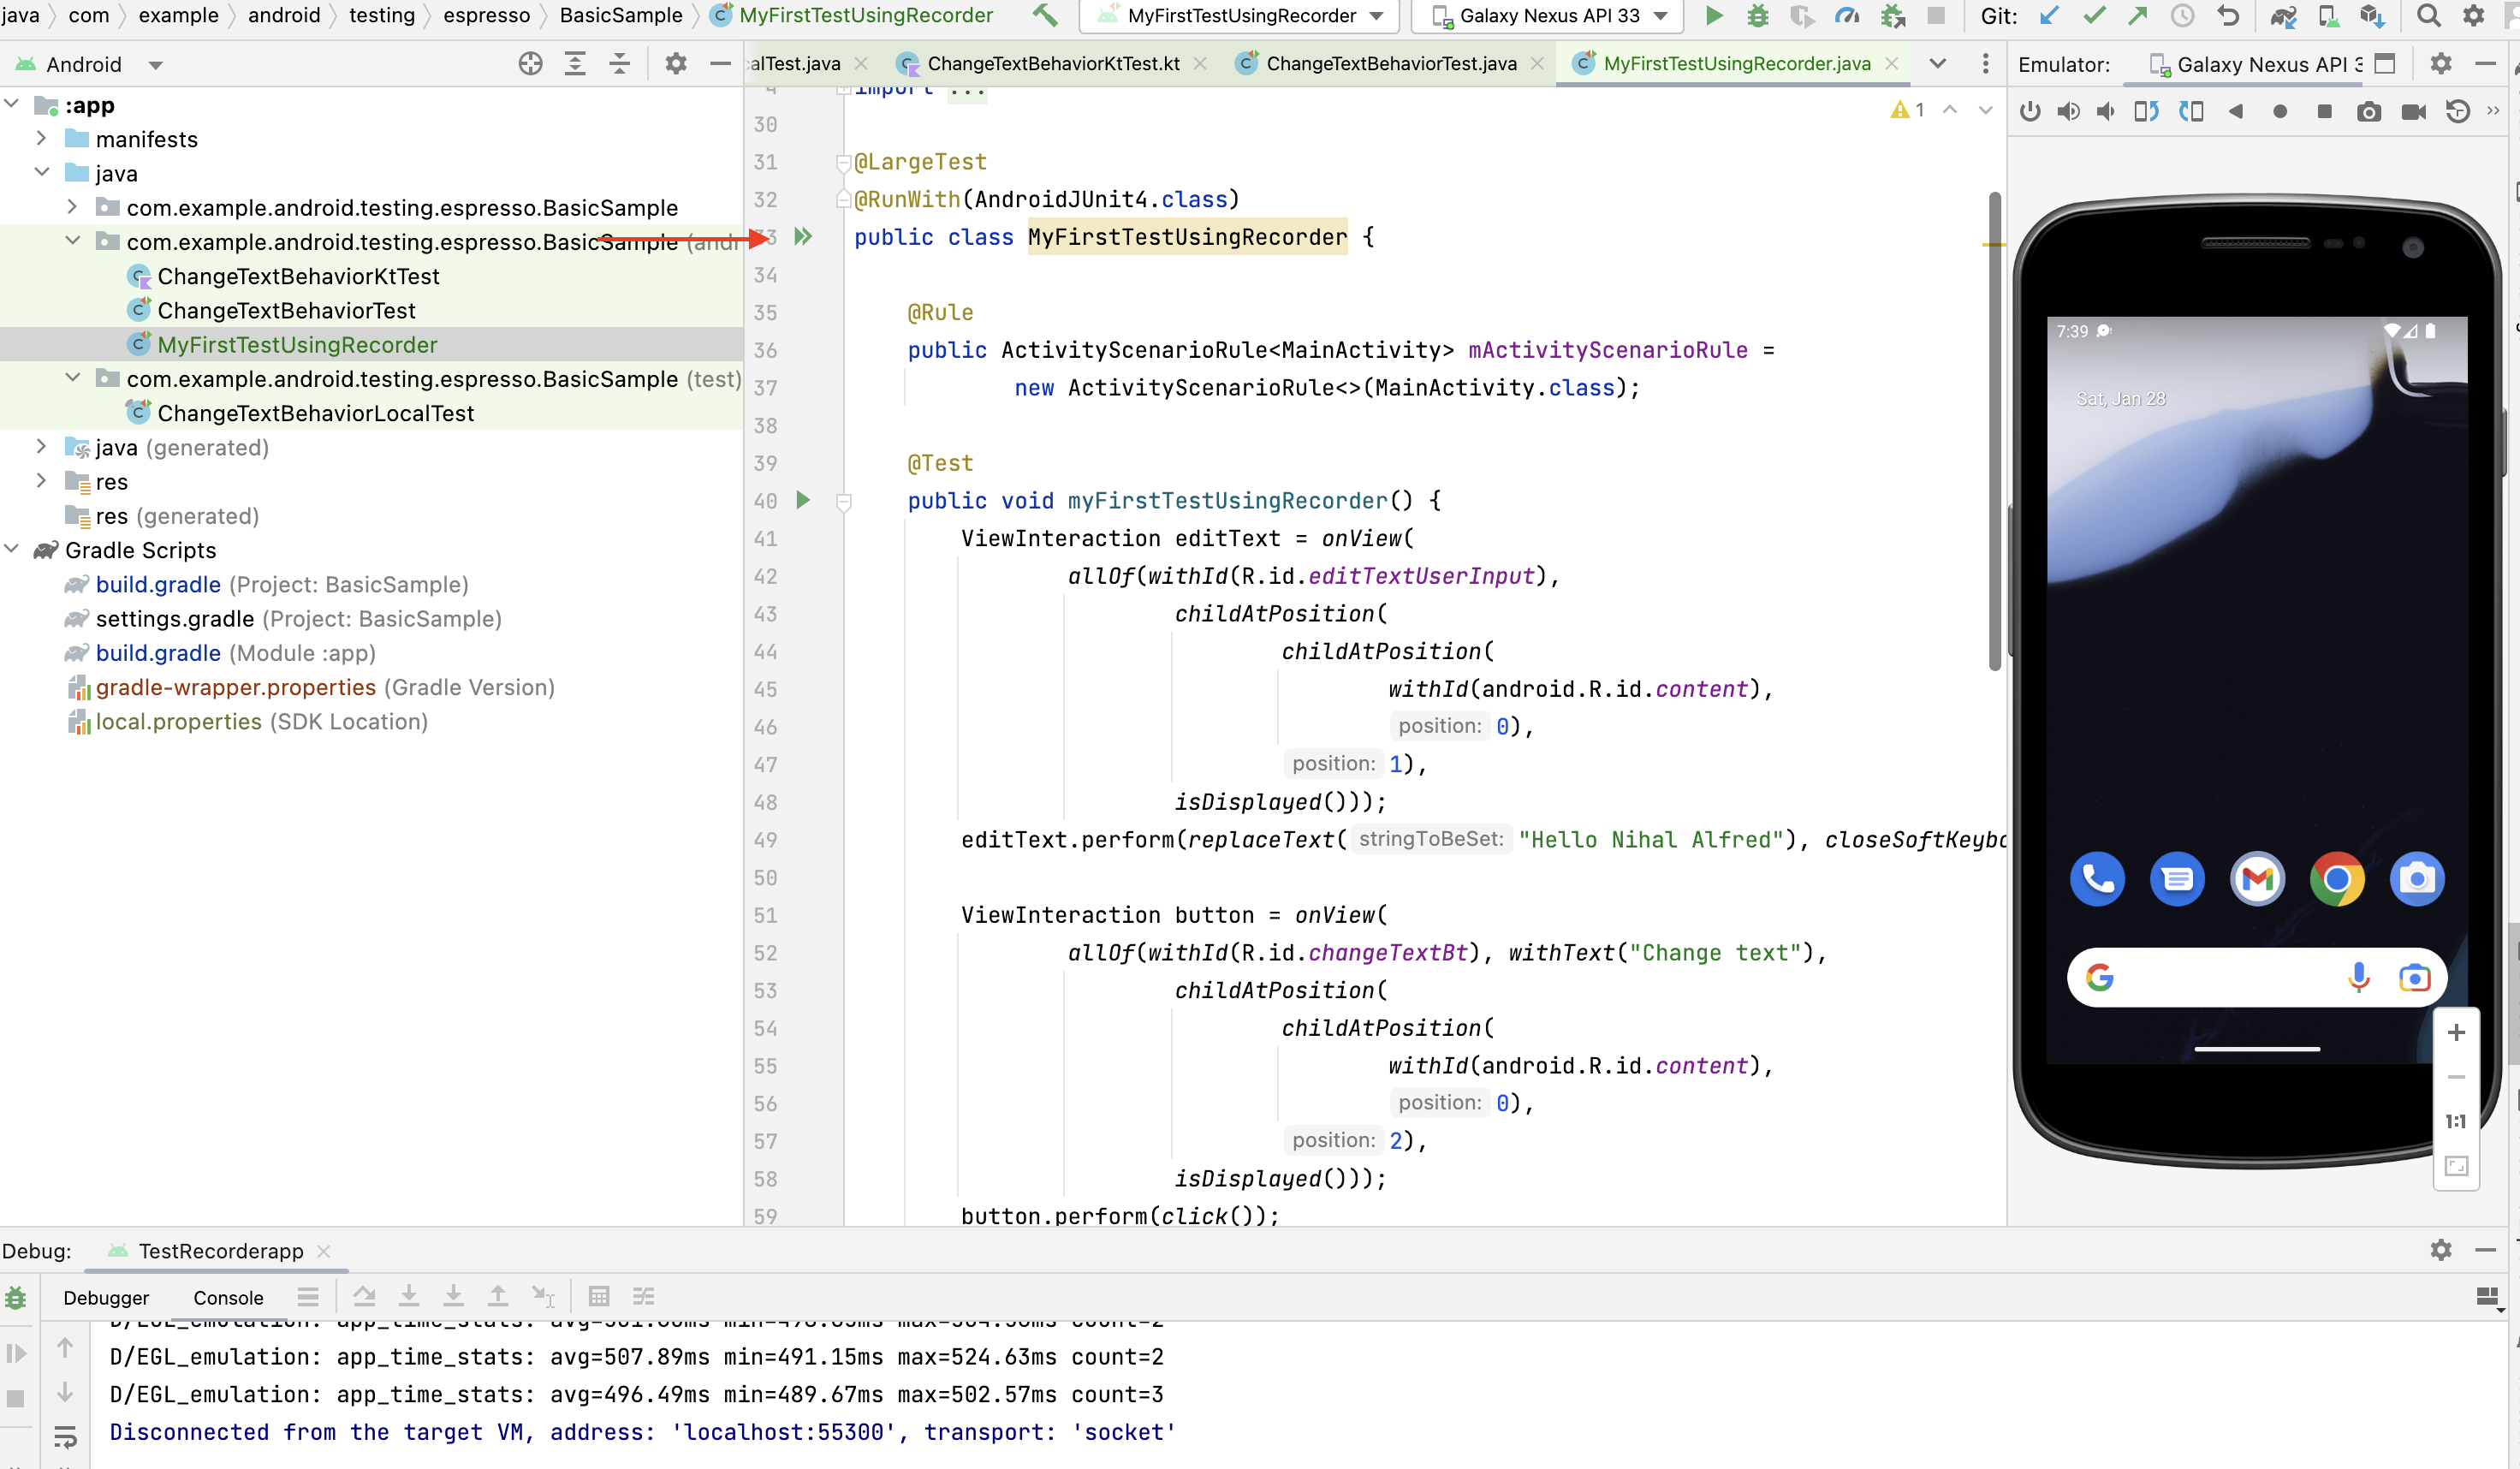 java com example android testing espresso BasicSample MyFirstTestUsingRecorder MyFirstTestUsingRecorder Galaxy Nexus API 33 Git:
Android
alTest.java ChangeTextBehaviorKtTest.kt ChangeTextBehaviorTest.java MyFirstTestUsingRecorder.java
Emulator: Galaxy Nexus API 3
:app
manifests
java
com.example.android.testing.espresso.BasicSample
com.example.android.testing.espresso.BasicSample (andr
ChangeTextBehaviorKtTest
ChangeTextBehaviorTest
MyFirstTestUsingRecorder
com.example.android.testing.espresso.BasicSample (test)
ChangeTextBehaviorLocalTest
java (generated)
res
res (generated)
Gradle Scripts
build.gradle (Project: BasicSample)
settings.gradle (Project: BasicSample)
build.gradle (Module :app)
gradle-wrapper.properties (Gradle Version)
local.properties (SDK Location)
4 import ...
1
30
31 @LargeTest
32 @RunWith(AndroidJUnit4.class)
33 public class MyFirstTestUsingRecorder {
34
35 @Rule
36 public ActivityScenarioRule<MainActivity> mActivityScenarioRule =
37 new ActivityScenarioRule<>(MainActivity.class);
38
39 @Test
40 public void myFirstTestUsingRecorder() {
41 ViewInteraction editText = onView(
42 allOf(withId(R.id.editTextUserInput),
43 childAtPosition(
44 childAtPosition(
45 withId(android.R.id.content),
46 position: 0),
47 position: 1),
48 isDisplayed()));
49 editText.perform(replaceText( stringToBeSet: "Hello Nihal Alfred"), closeSoftKeybo
50
51 ViewInteraction button = onView(
52 allOf(withId(R.id.changeTextBt), withText("Change text"),
53 childAtPosition(
54 childAtPosition(
55 withId(android.R.id.content),
56 position: 0),
57 position: 2),
58 isDisplayed()));
59 button.perform(click());
7:39
Sat, Jan 28
G
1:1
Debug: TestRecorderapp
Debugger Console
D/EGL_emulation: app_time_stats:
D/EGL_emulation: app_time_stats: avg=507.89ms min=491.15ms max=524.63ms count=2
D/EGL_emulation: app_time_stats: avg=496.49ms min=489.67ms max=502.57ms count=3
Disconnected from the target VM, address: 'localhost:55300', transport: 'socket'